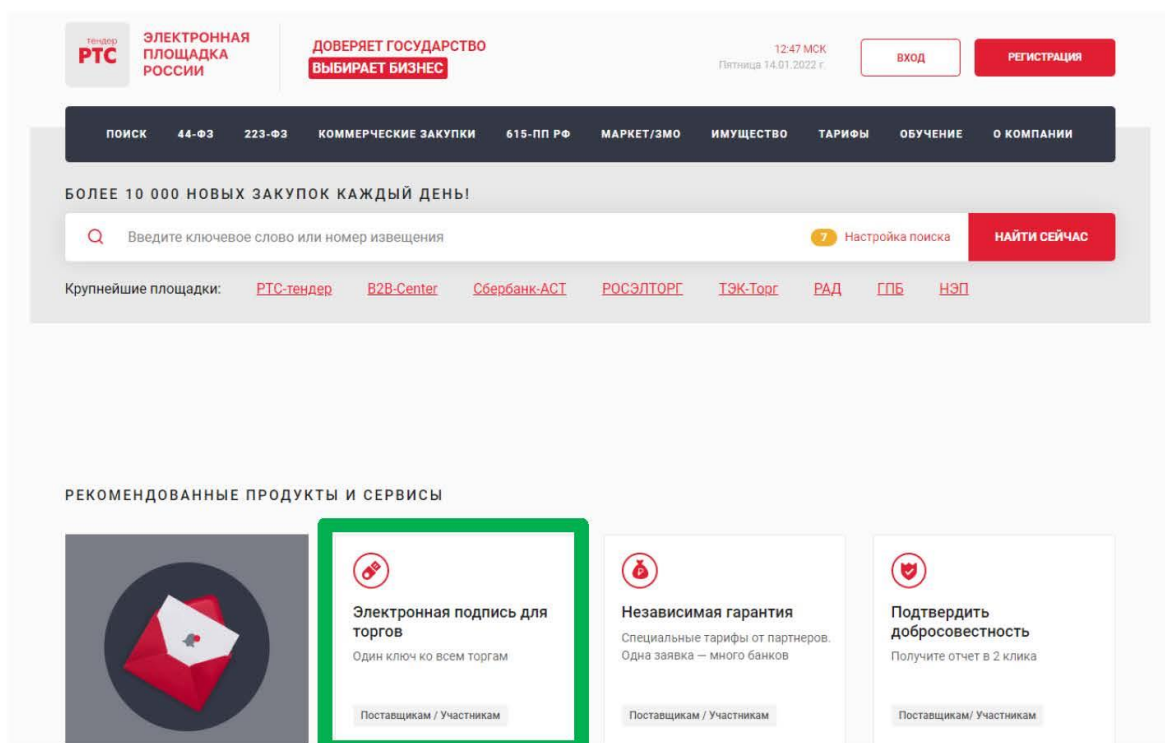 тендер
РТС
ЭЛЕКТРОННАЯ
ПЛОЩАДКА
РОССИИ
ДОВЕРЯЕТ ГОСУДАРСТВО
ВЫБИРАЕТ БИЗНЕС
12:47 МСК
Пятница 14.01.2022 г.
ВХОД
РЕГИСТРАЦИЯ
ПОИСК 44-ФЗ 223-ФЗ КОММЕРЧЕСКИЕ ЗАКУПКИ 615-ПП РФ МАРКЕТ/ЗМО ИМУЩЕСТВО ТАРИФЫ ОБУЧЕНИЕ О КОМПАНИИ
БОЛЕЕ 10 000 НОВЫХ ЗАКУПОК КАЖДЫЙ ДЕНЬ!
Введите ключевое слово или номер извещения 7 Настройка поиска НАЙТИ СЕЙЧАС
Крупнейшие площадки: РТС-тендер B2B-Center Сбербанк-АСТ РОСЭЛТОРГ ТЭК-Торг РАД ГПБ НЭП
РЕКОМЕНДОВАННЫЕ ПРОДУКТЫ И СЕРВИСЫ
Электронная подпись для
торгов
Один ключ ко всем торгам
Поставщикам / Участникам
Независимая гарантия
Специальные тарифы от партнеров.
Одна заявка — много банков
Поставщикам / Участникам
Подтвердить
добросовестность
Получите отчет в 2 клика
Поставщикам/ Участникам